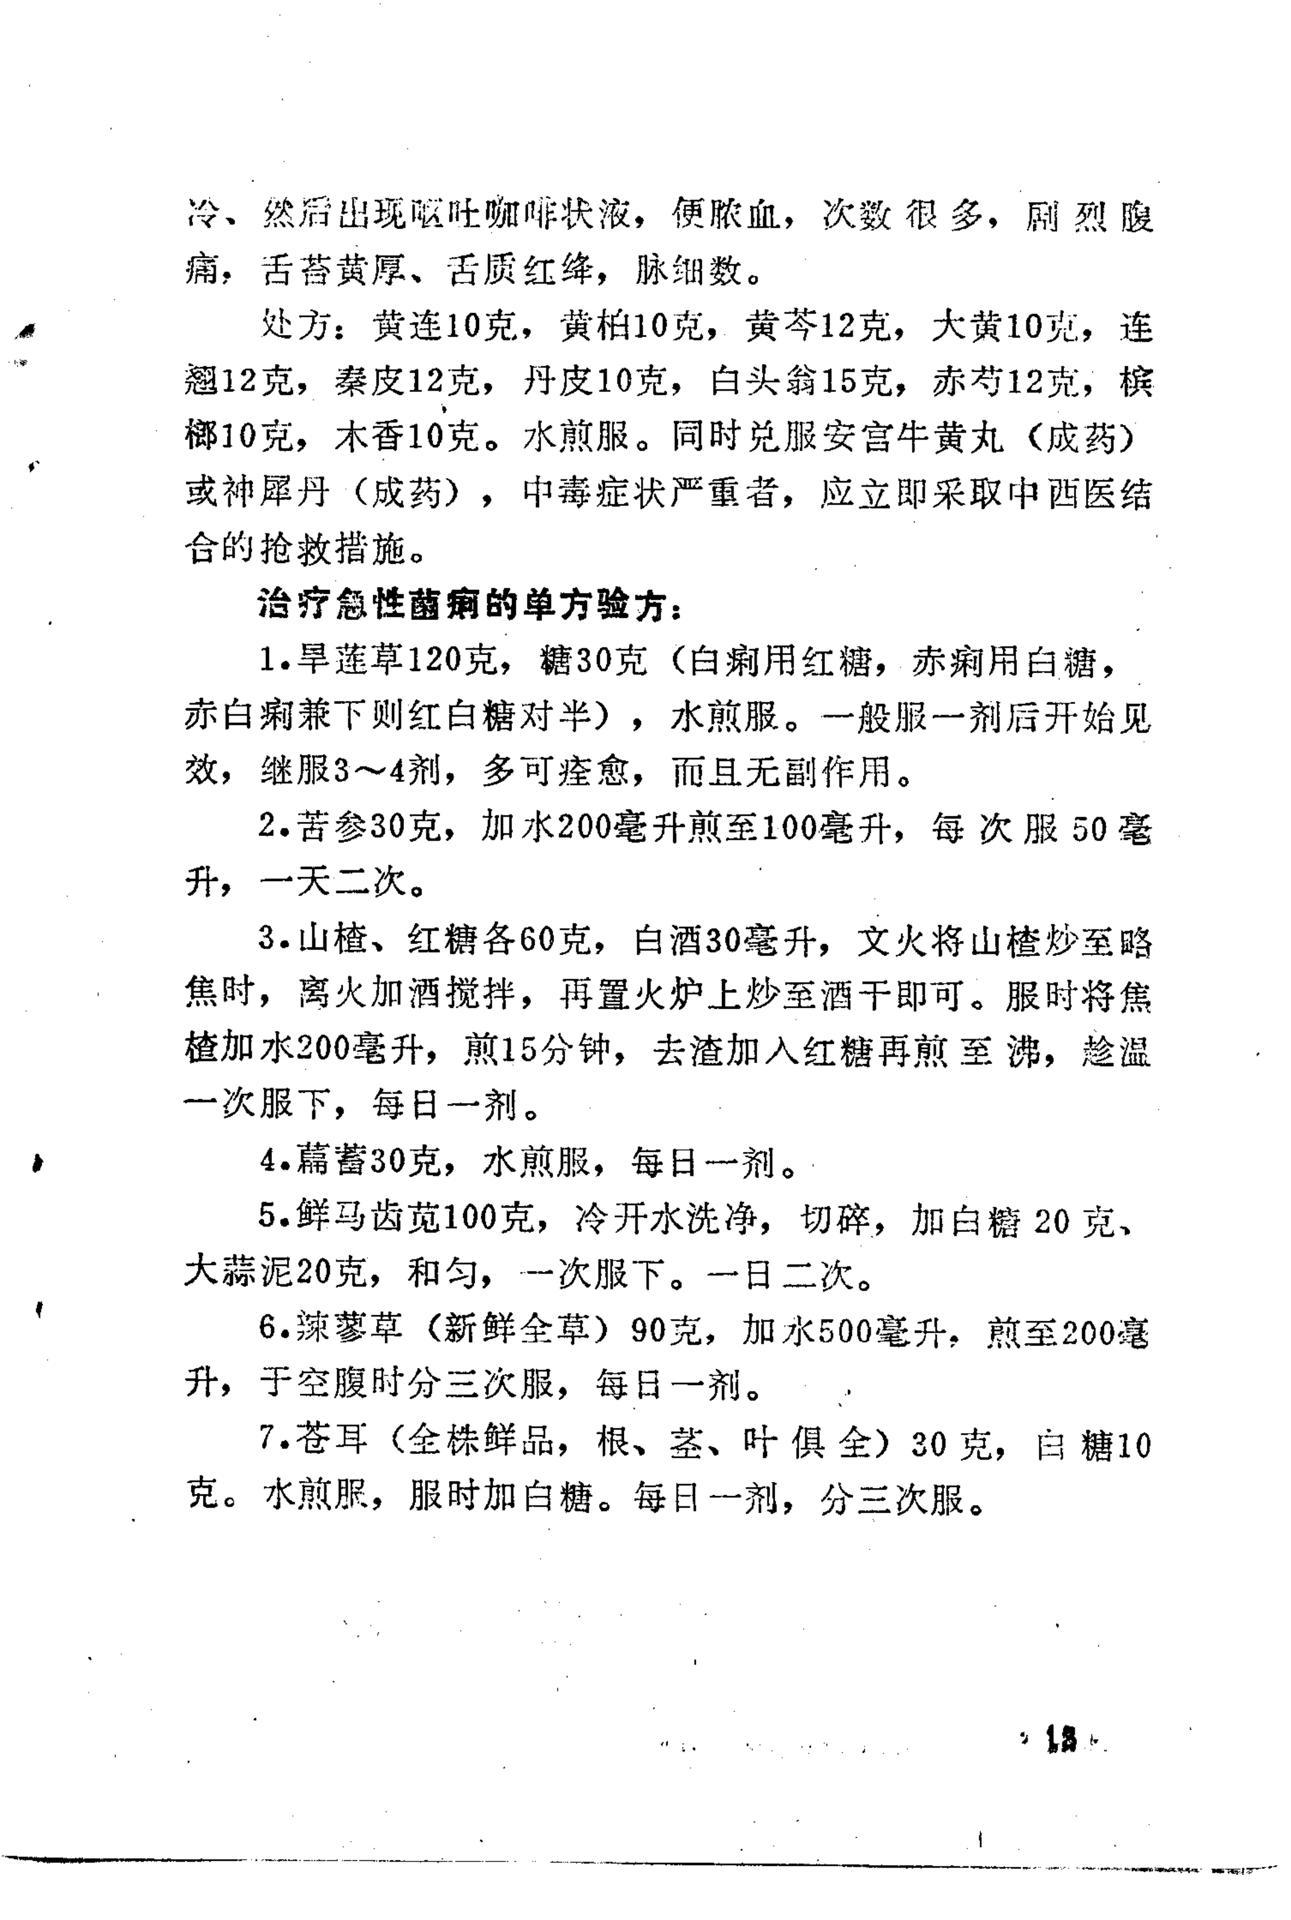 冷、然后出现呕吐咖啡状液，便脓血，次数很多，剧烈腹
痛，舌苔黄厚、舌质红绛，脉细数。
处方：黄连10克，黄柏10克，黄芩12克，大黄10克，连
翘12克，秦皮12克，丹皮10克，白头翁15克，赤芍12克，槟
榔10克，木香10克。水煎服。同时兑服安宫牛黄丸（成药）
或神犀丹（成药），中毒症状严重者，应立即采取中西医结
合的抢救措施。
治疗急性菌痢的单方验方：
1.旱莲草120克，糖30克（白痢用红糖，赤痢用白糖，
赤白痢兼下则红白糖对半），水煎服。一般服一剂后开始见
效，继服3～4剂，多可痊愈，而且无副作用。
2.苦参30克，加水200毫升煎至100毫升，每次服50毫
升，一天二次。
3.山楂、红糖各60克，白酒30毫升，文火将山楂炒至略
焦时，离火加酒搅拌，再置火炉上炒至酒干即可。服时将焦
楂加水200毫升，煎15分钟，去渣加入红糖再煎至沸，趁温
一次服下，每日一剂。
4.萹蓄30克，水煎服，每日一剂。
5.鲜马齿苋100克，冷开水洗净，切碎，加白糖20克、
大蒜泥20克，和匀，一次服下。一日二次。
6.辣蓼草（新鲜全草）90克，加水500毫升，煎至200毫
升，于空腹时分三次服，每日一剂。
7.苍耳（全株鲜品，根、茎、叶俱全）30克，白糖10
克。水煎服，服时加白糖。每日一剂，分三次服。